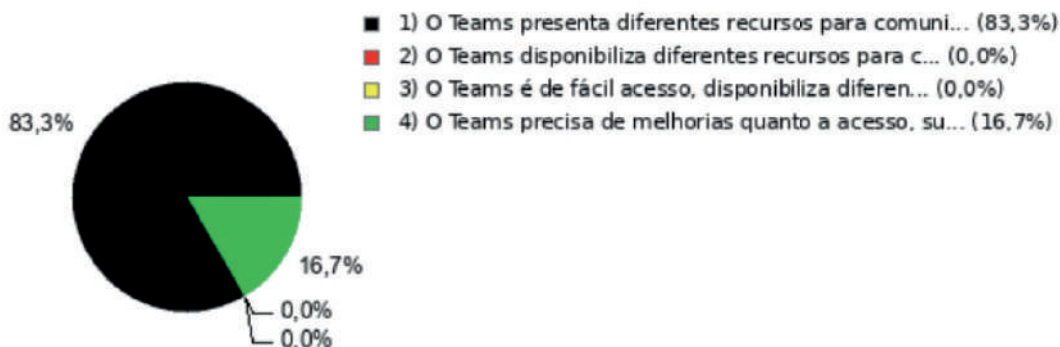 1) O Teams presenta diferentes recursos para comuni... (83,3%)
2) O Teams disponibiliza diferentes recursos para c... (0,0%)
3) O Teams é de fácil acesso, disponibiliza diferen... (0,0%)
4) O Teams precisa de melhorias quanto a acesso, su... (16,7%)
83,3%
16,7%
0,0%
0,0%